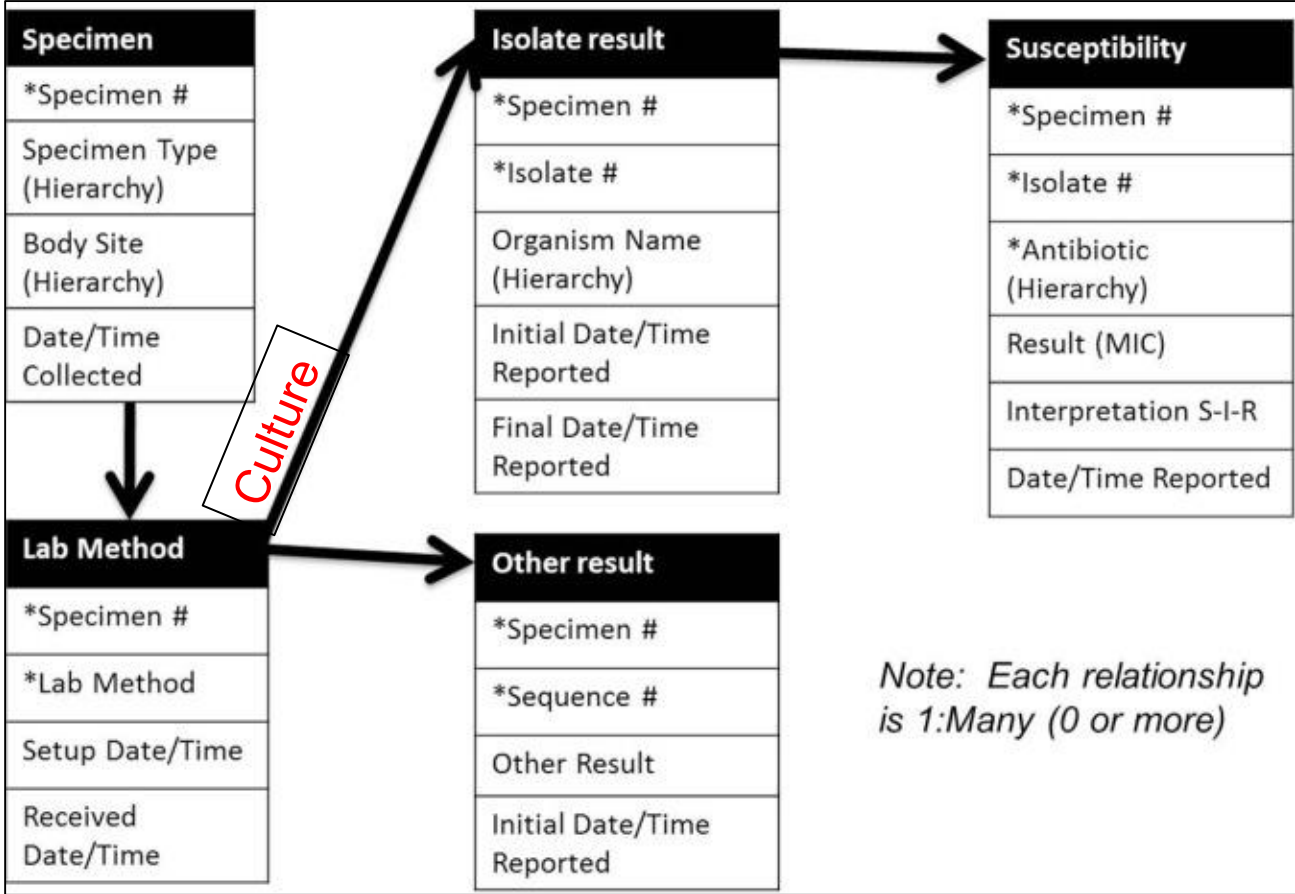 Specimen
*Specimen #
Specimen Type
(Hierarchy)
Body Site
(Hierarchy)
Date/Time
Collected
Culture
Lab Method
*Specimen #
*Lab Method
Setup Date/Time
Received
Date/Time
Isolate result
*Specimen #
*Isolate #
Organism Name
(Hierarchy)
Initial Date/Time
Reported
Final Date/Time
Reported
Other result
*Specimen #
*Sequence #
Other Result
Initial Date/Time
Reported
Susceptibility
*Specimen #
*Isolate #
*Antibiotic
(Hierarchy)
Result (MIC)
Interpretation S-I-R
Date/Time Reported
Note: Each relationship
is 1:Many (0 or more)